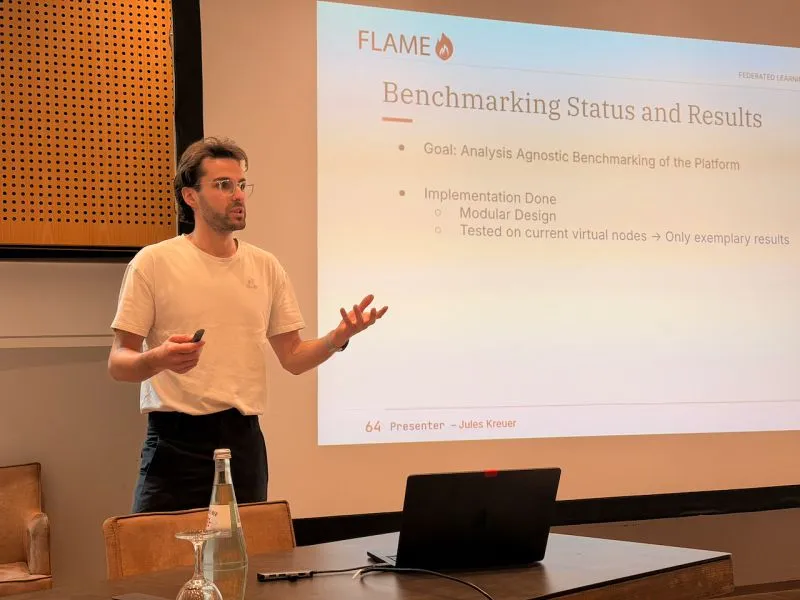 FLAME
FEDERATED LEARNIN
Benchmarking Status and Results
• Goal: Analysis Agnostic Benchmarking of the Platform
• Implementation Done
○ Modular Design
○ Tested on current virtual nodes → Only exemplary results
64 Presenter – Jules Kreuer